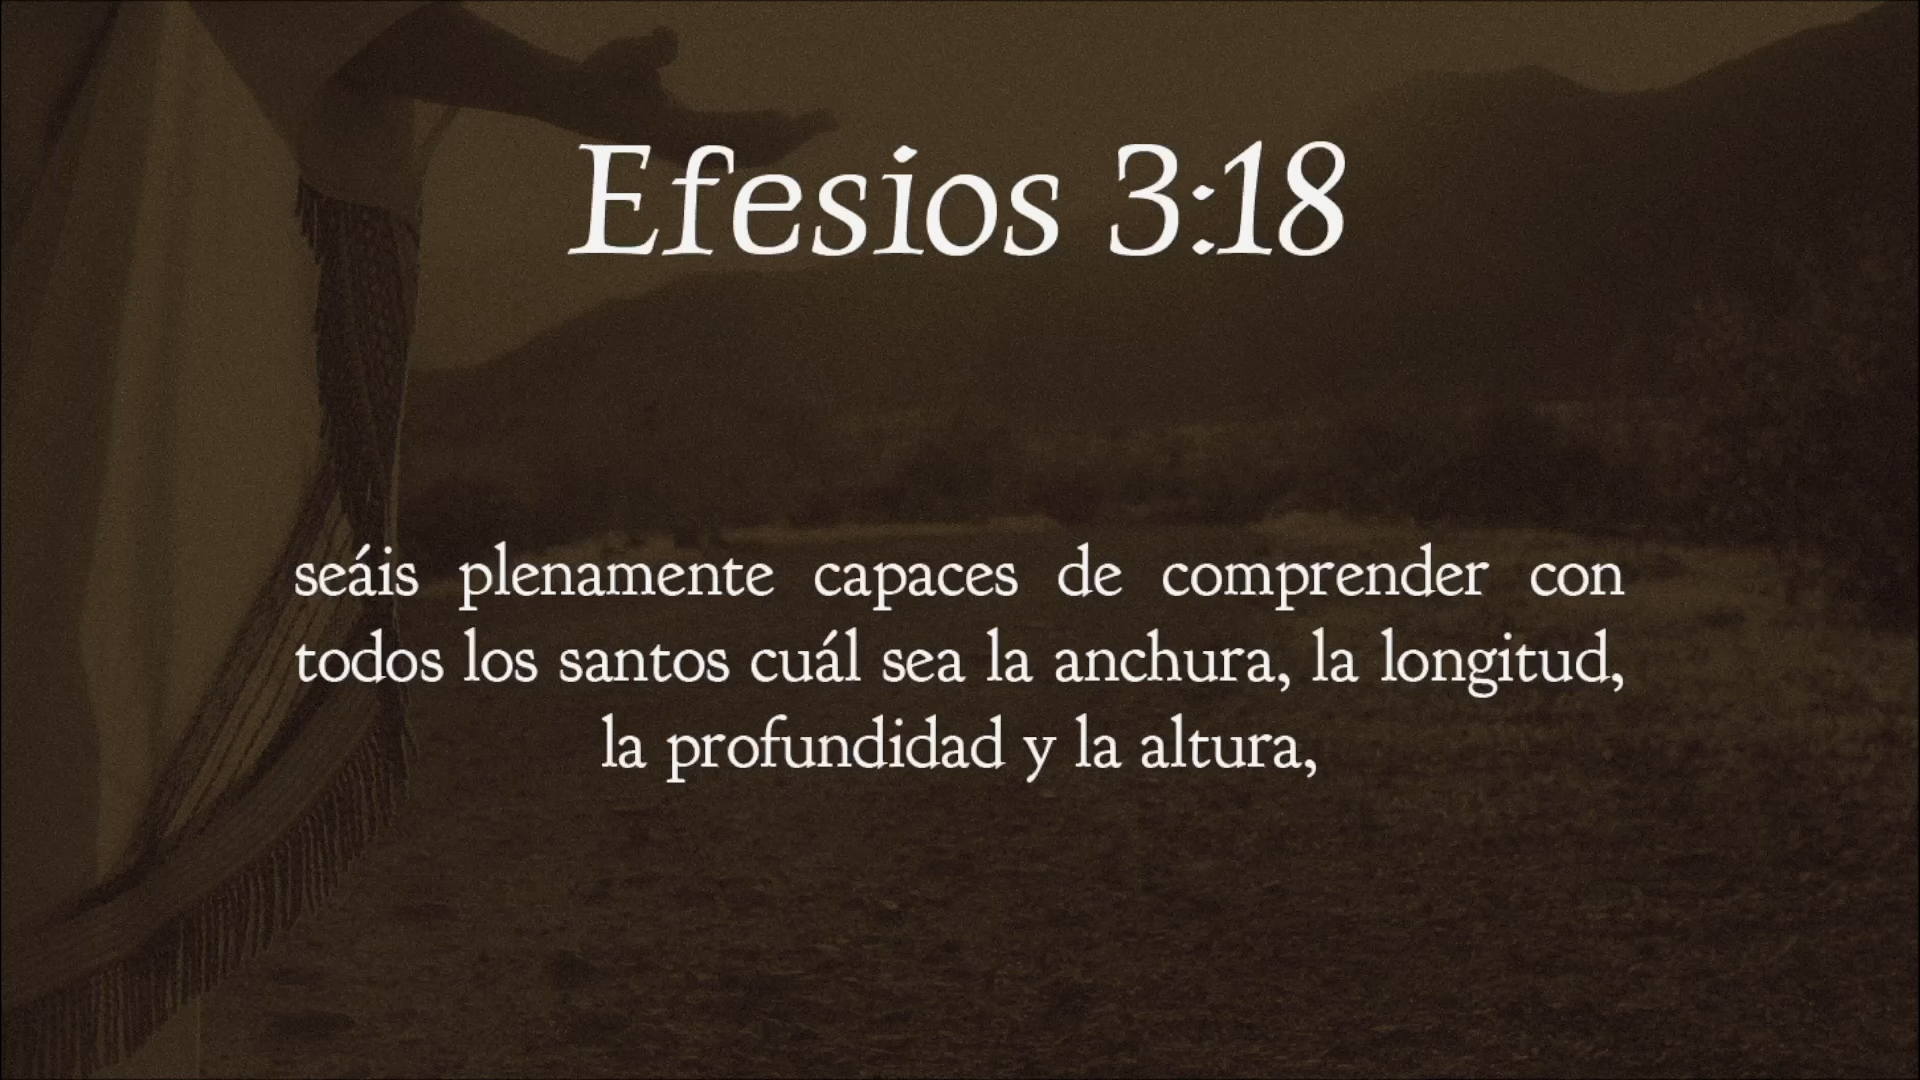 Efesios 3:18
seáis plenamente capaces de comprender con
todos los santos cuál sea la anchura, la longitud,
la profundidad y la altura,